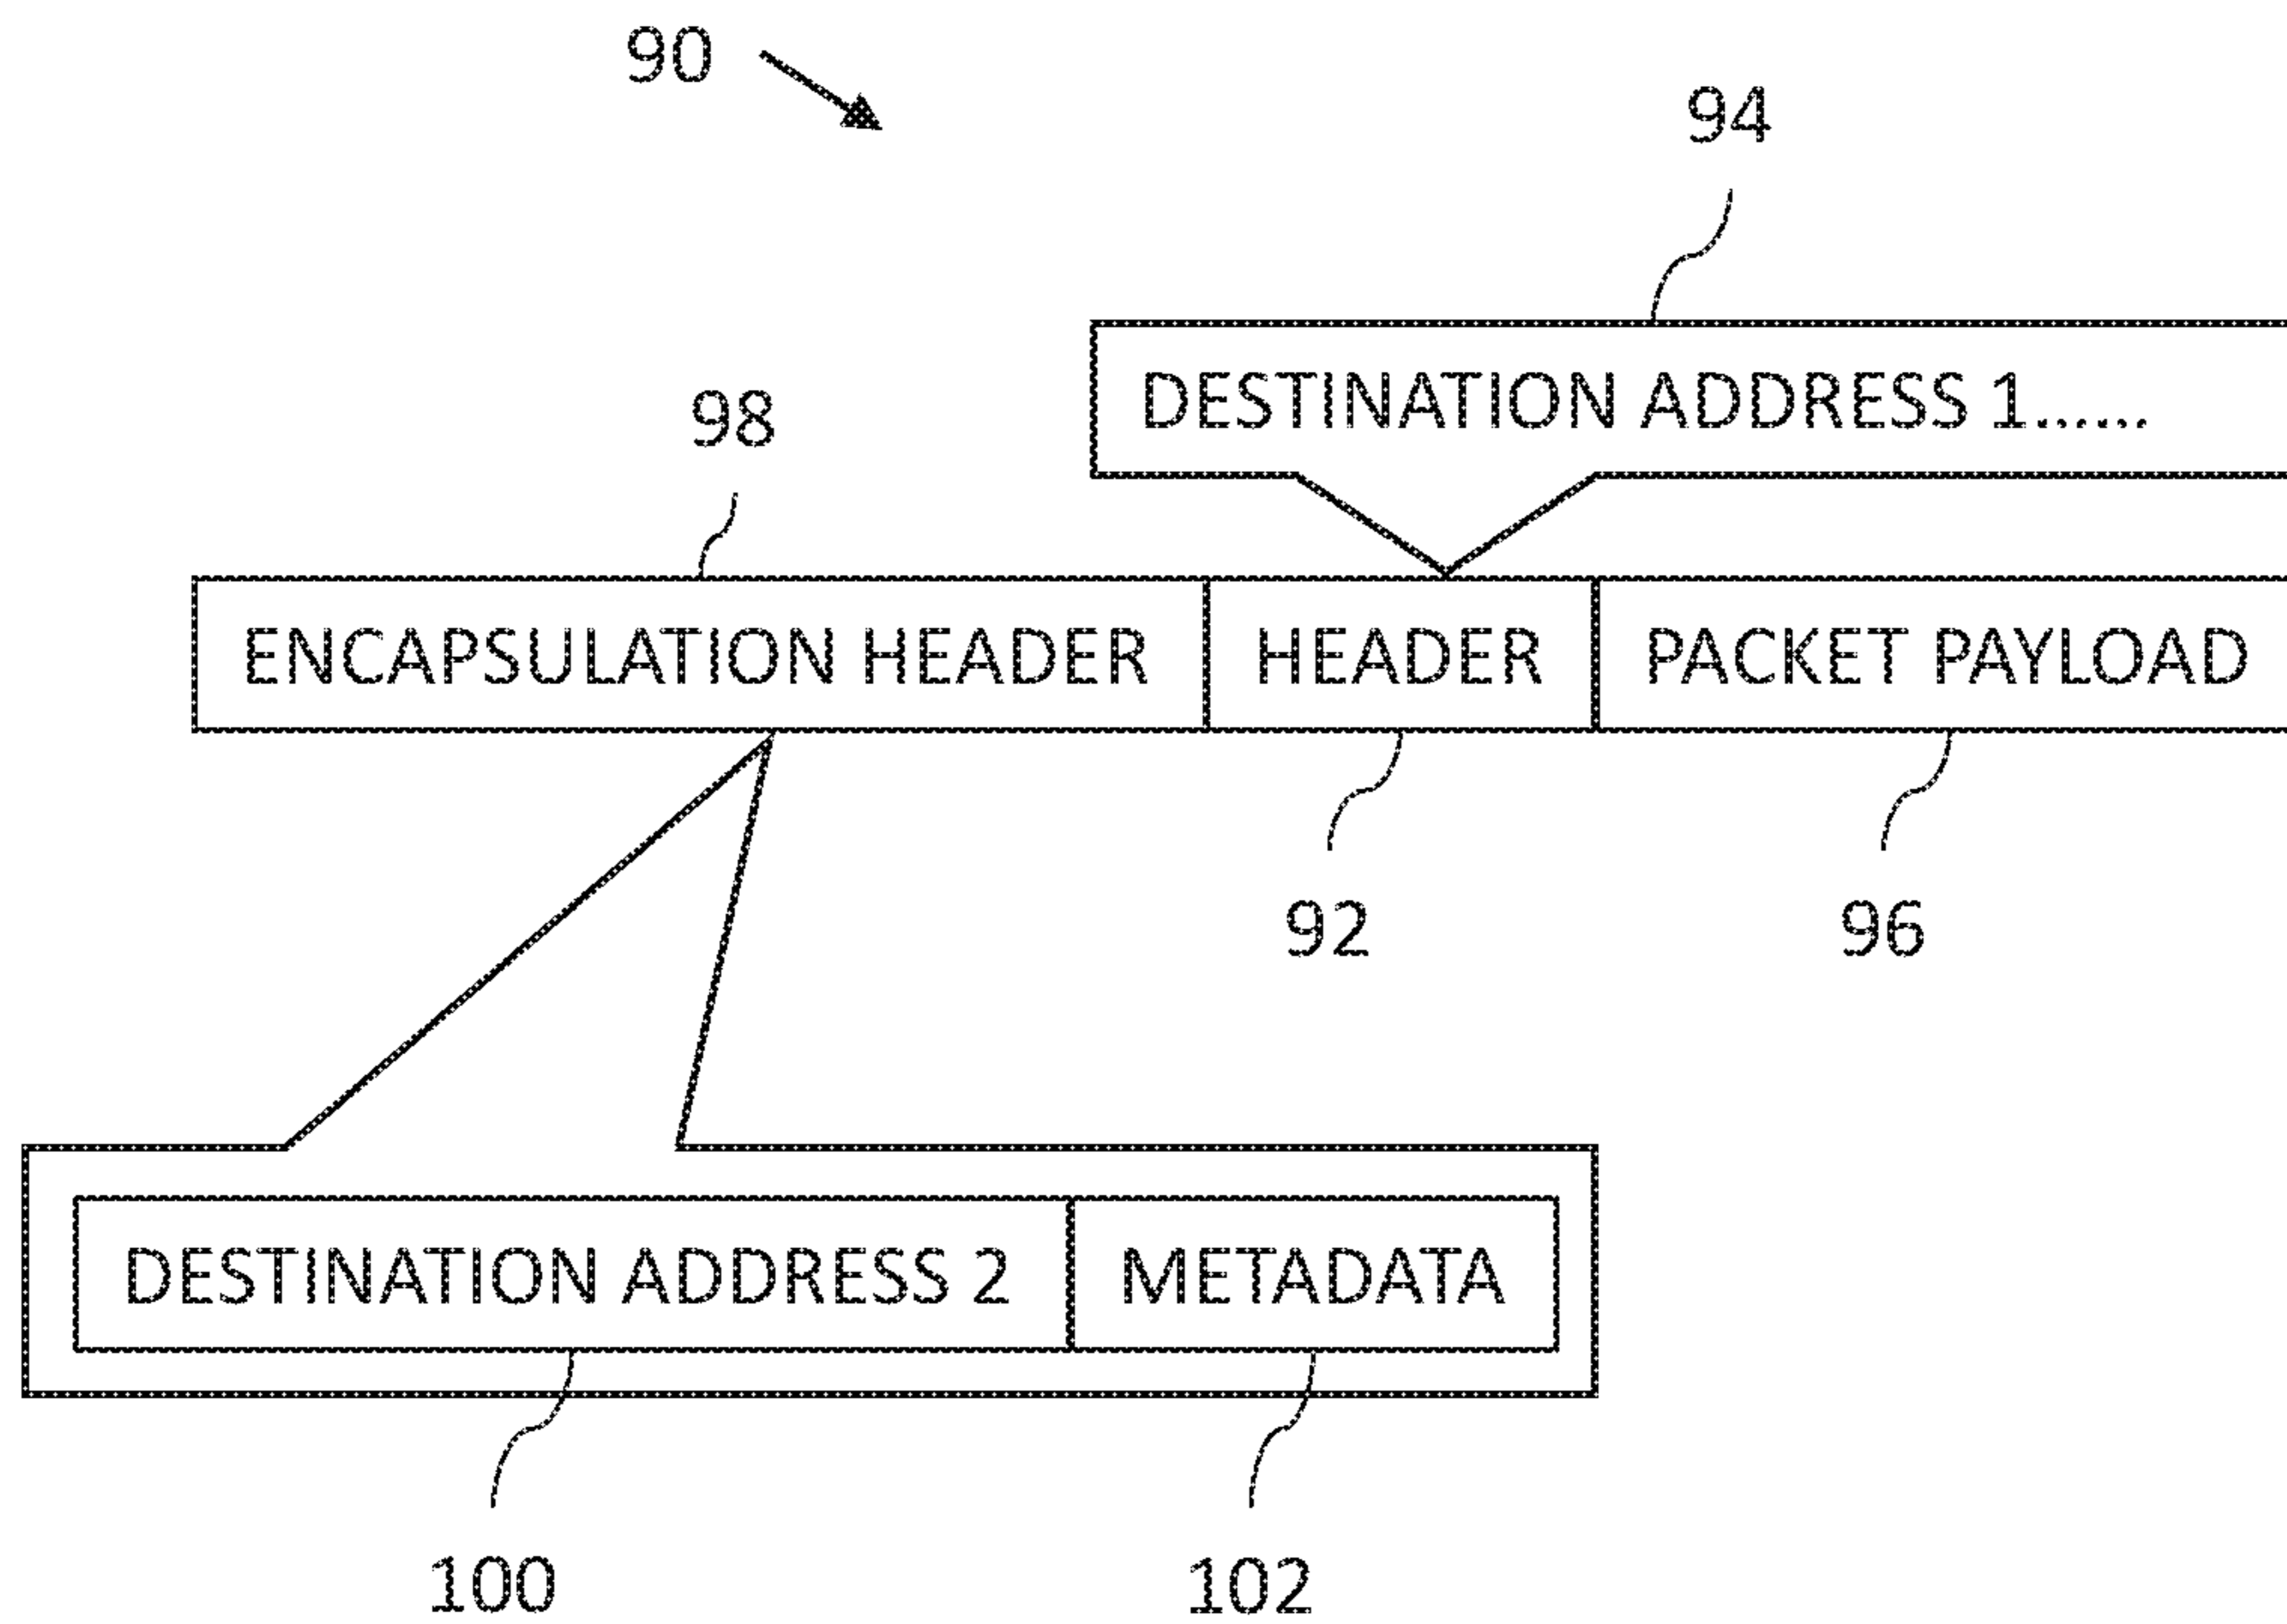 90
94
DESTINATION ADDRESS 1......
98
ENCAPSULATION HEADER HEADER PACKET PAYLOAD
92 96
DESTINATION ADDRESS 2 METADATA
100 102